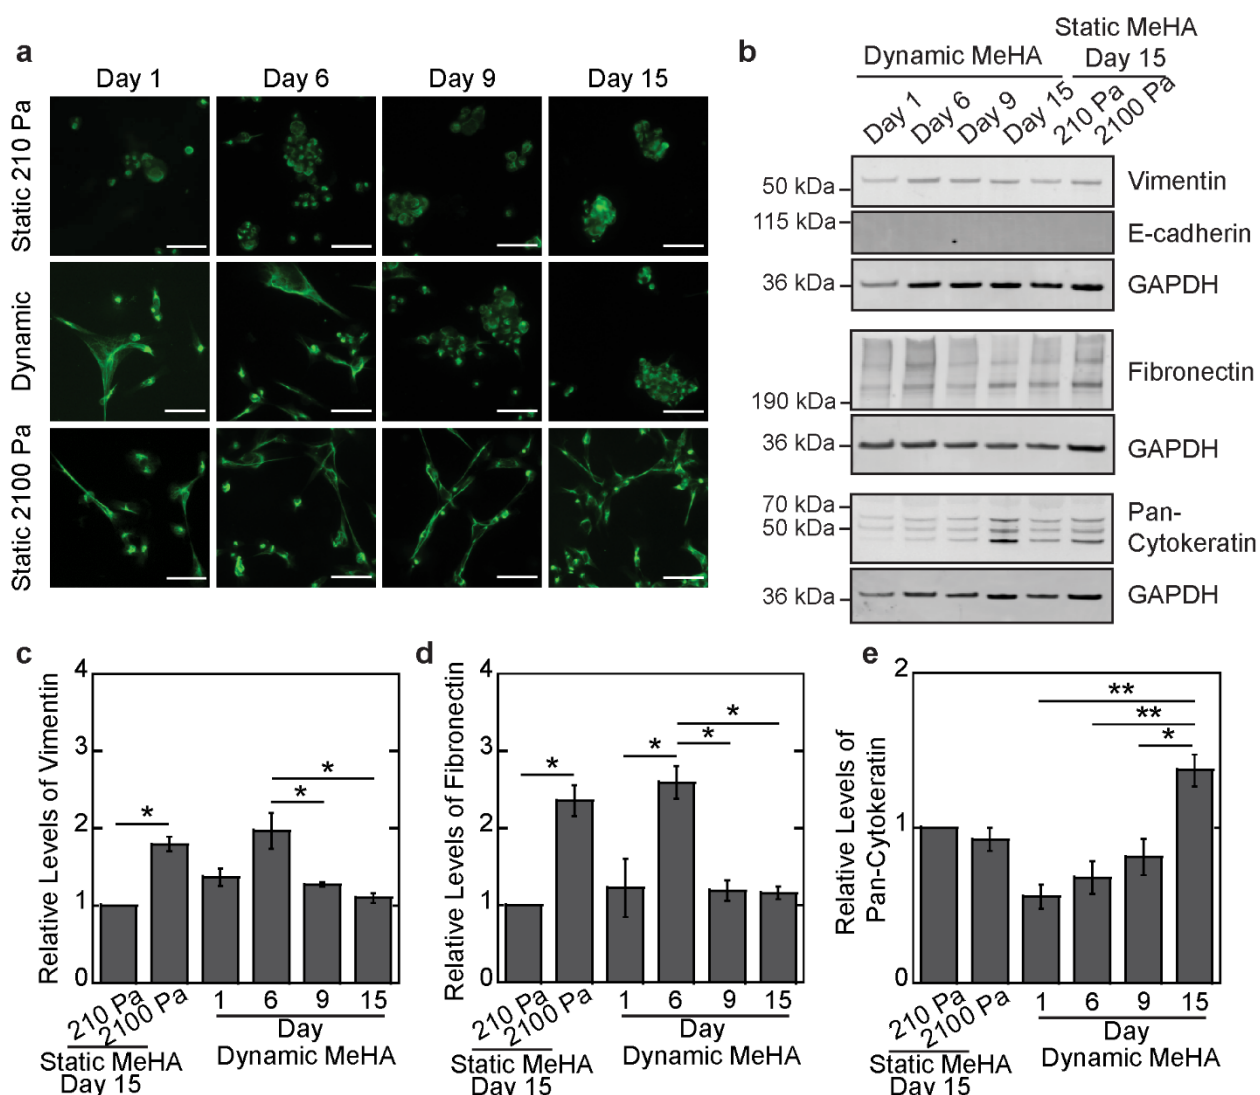 a
Day 1 Day 6 Day 9 Day 15
Static 210 Pa
Dynamic
Static 2100 Pa
b
Static MeHA
Dynamic MeHA Day 15
Day 1 Day 6 Day 9 Day 15 210 Pa 2100 Pa
50 kDa Vimentin
115 kDa E-cadherin
36 kDa GAPDH
190 kDa Fibronectin
36 kDa GAPDH
70 kDa Pan-
50 kDa Cytokeratin
36 kDa GAPDH
c
Relative Levels of Vimentin
4
3
2
1
0
* * *
210 Pa 2100 Pa 1 6 9 15
Static MeHA Day
Day 15 Dynamic MeHA
d
Relative Levels of Fibronectin
4
3
2
1
0
* * * *
210 Pa 2100 Pa 1 6 9 15
Static MeHA Day
Day 15 Dynamic MeHA
e
Relative Levels of
Pan-Cytokeratin
2
1
0
**
**
*
210 Pa 2100 Pa 1 6 9 15
Static MeHA Day
Day 15 Dynamic MeHA